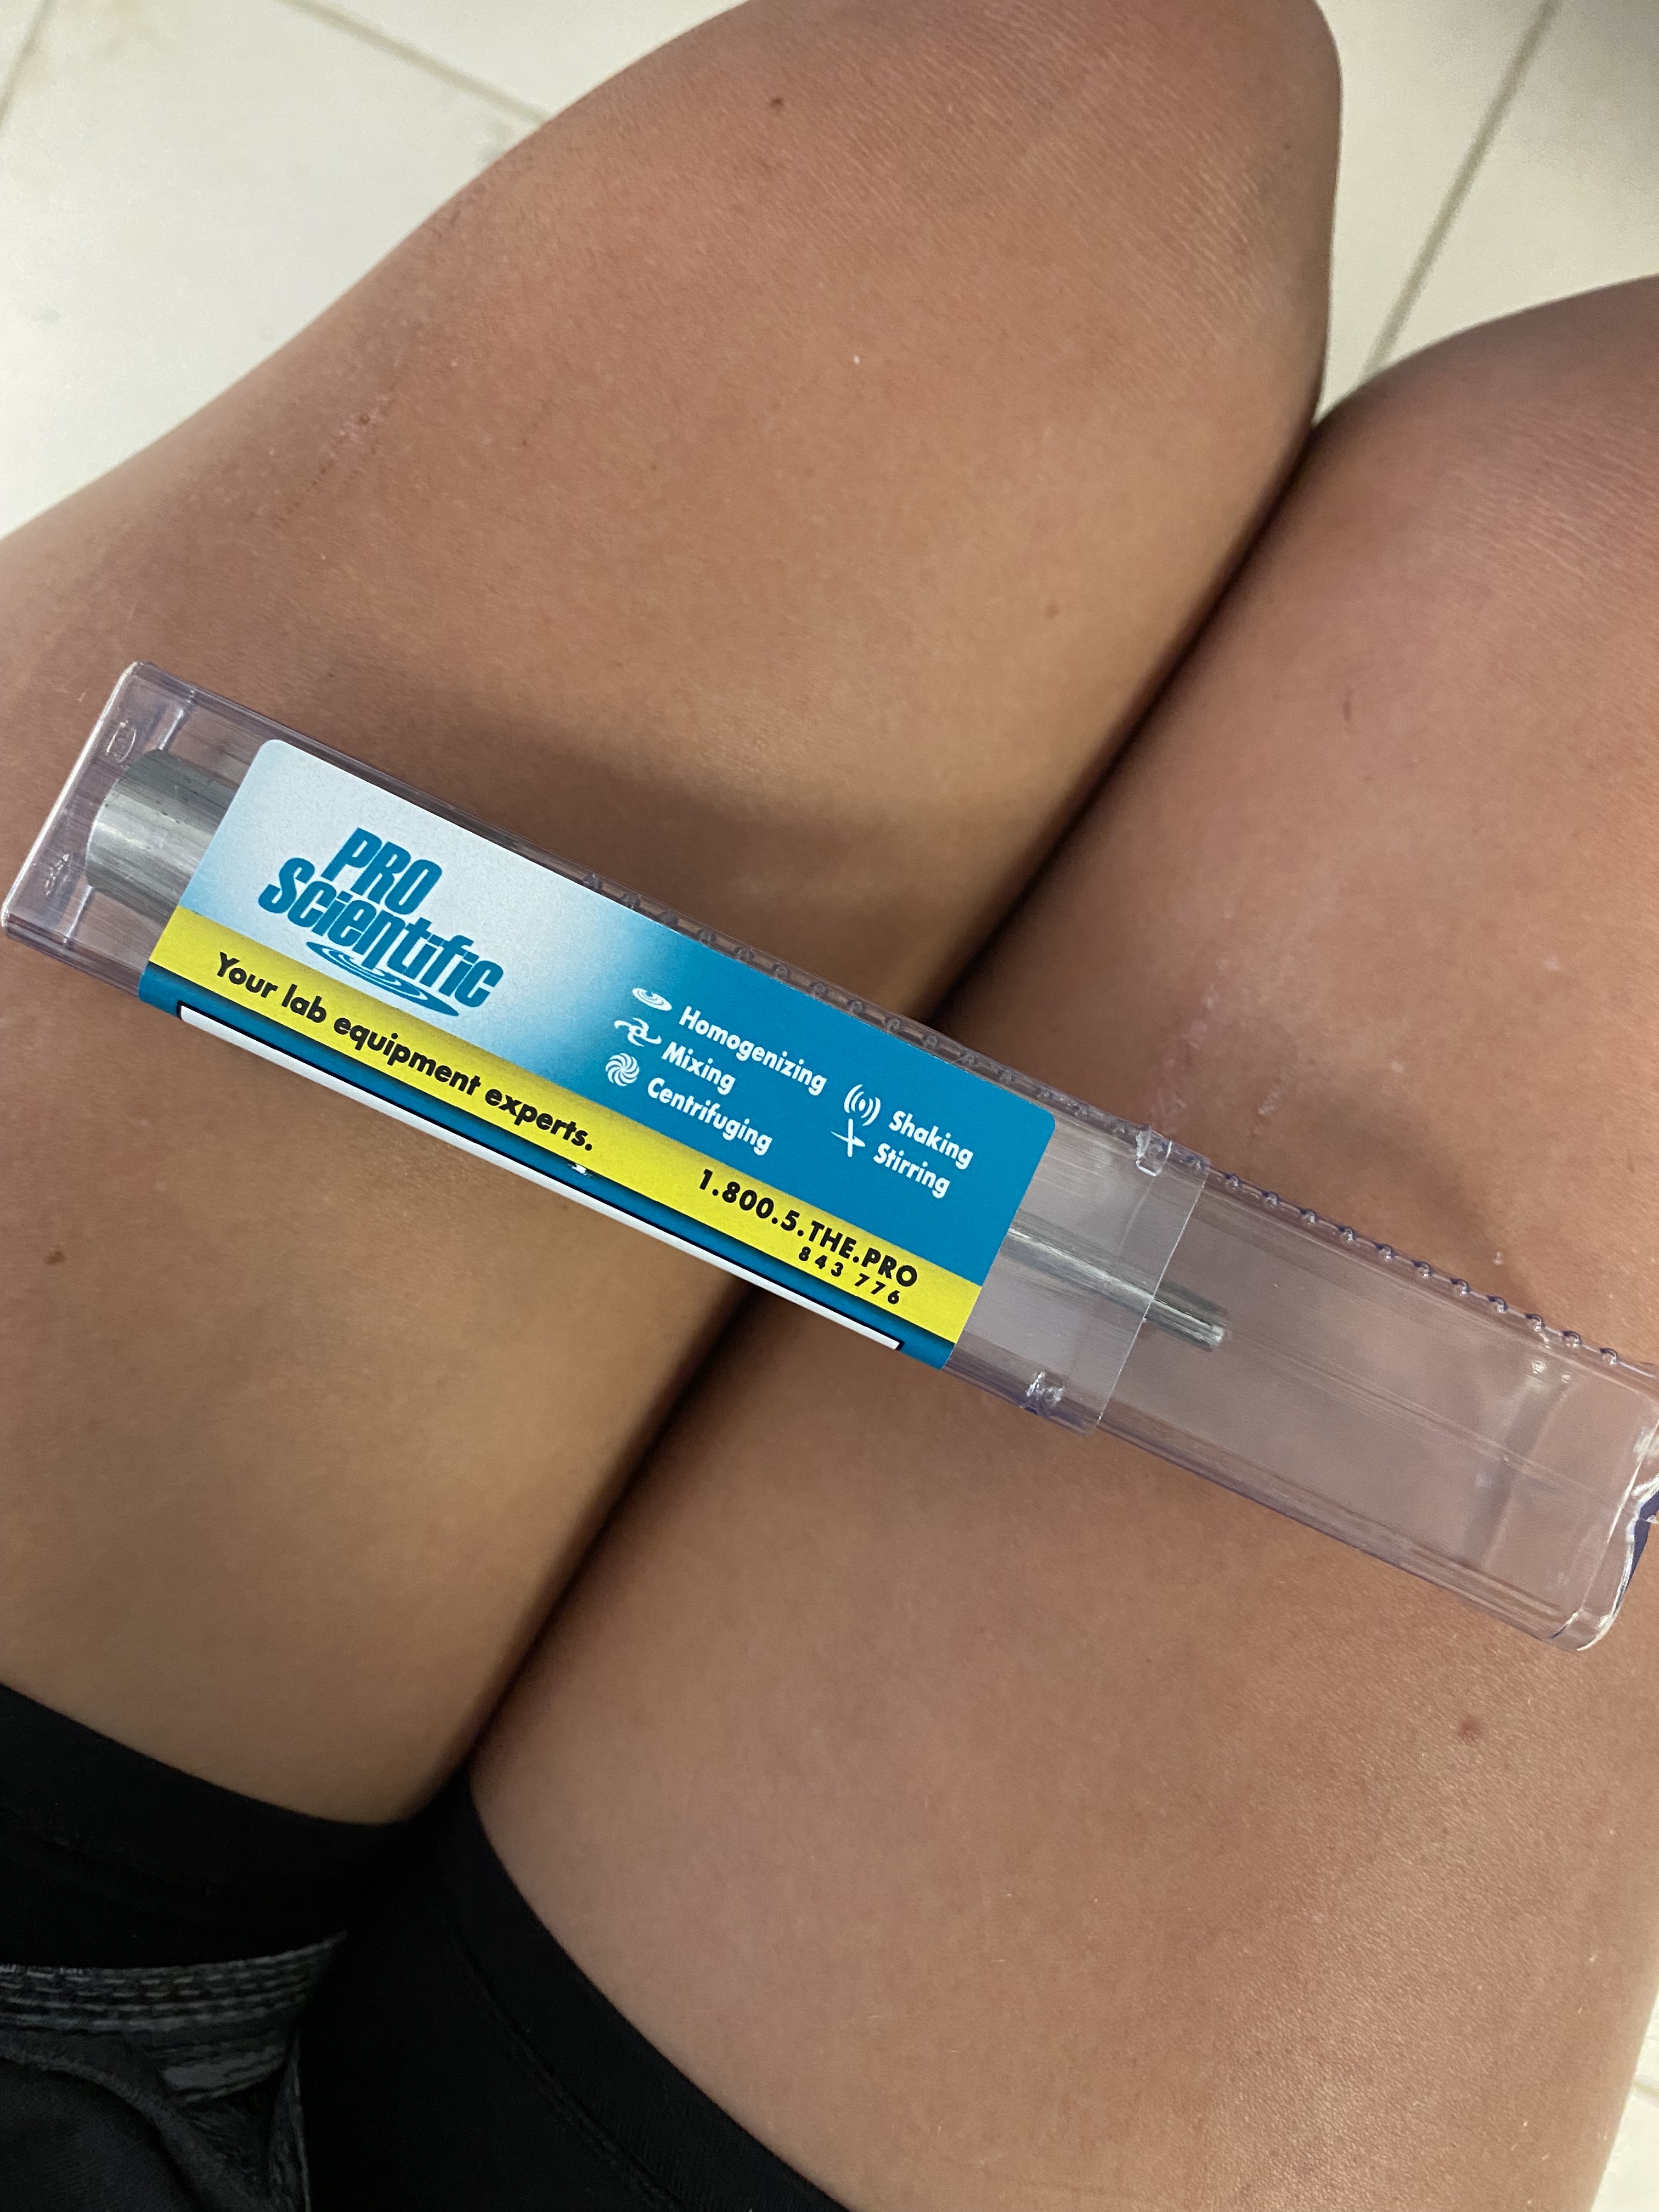 PRO
Scientific
Your lab equipment experts.
Homogenizing
Mixing
Centrifuging
Shaking
Stirring
1.800.5.THE.PRO
843 776